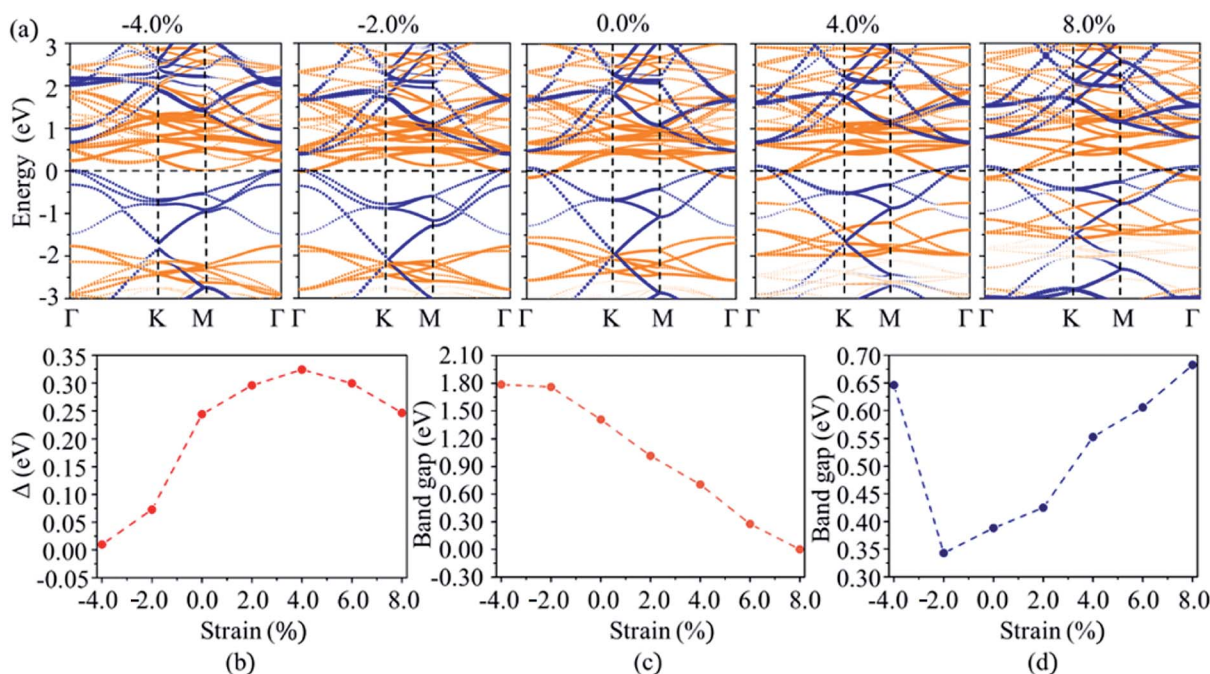 (a)
-4.0% -2.0% 0.0% 4.0% 8.0%
Energy (eV)
3
2
1
0
-1
-2
-3
Γ K M Γ Γ K M Γ Γ K M Γ Γ K M Γ Γ K M Γ
Δ (eV)
0.35
0.30
0.25
0.20
0.15
0.10
0.05
0.00
-0.05
-4.0 -2.0 0.0 2.0 4.0 6.0 8.0
Strain (%)
(b)
Band gap (eV)
2.10
1.80
1.50
1.20
0.90
0.60
0.30
0.00
-0.30
-4.0 -2.0 0.0 2.0 4.0 6.0 8.0
Strain (%)
(c)
Band gap (eV)
0.70
0.65
0.60
0.55
0.50
0.45
0.40
0.35
0.30
-4.0 -2.0 0.0 2.0 4.0 6.0 8.0
Strain (%)
(d)